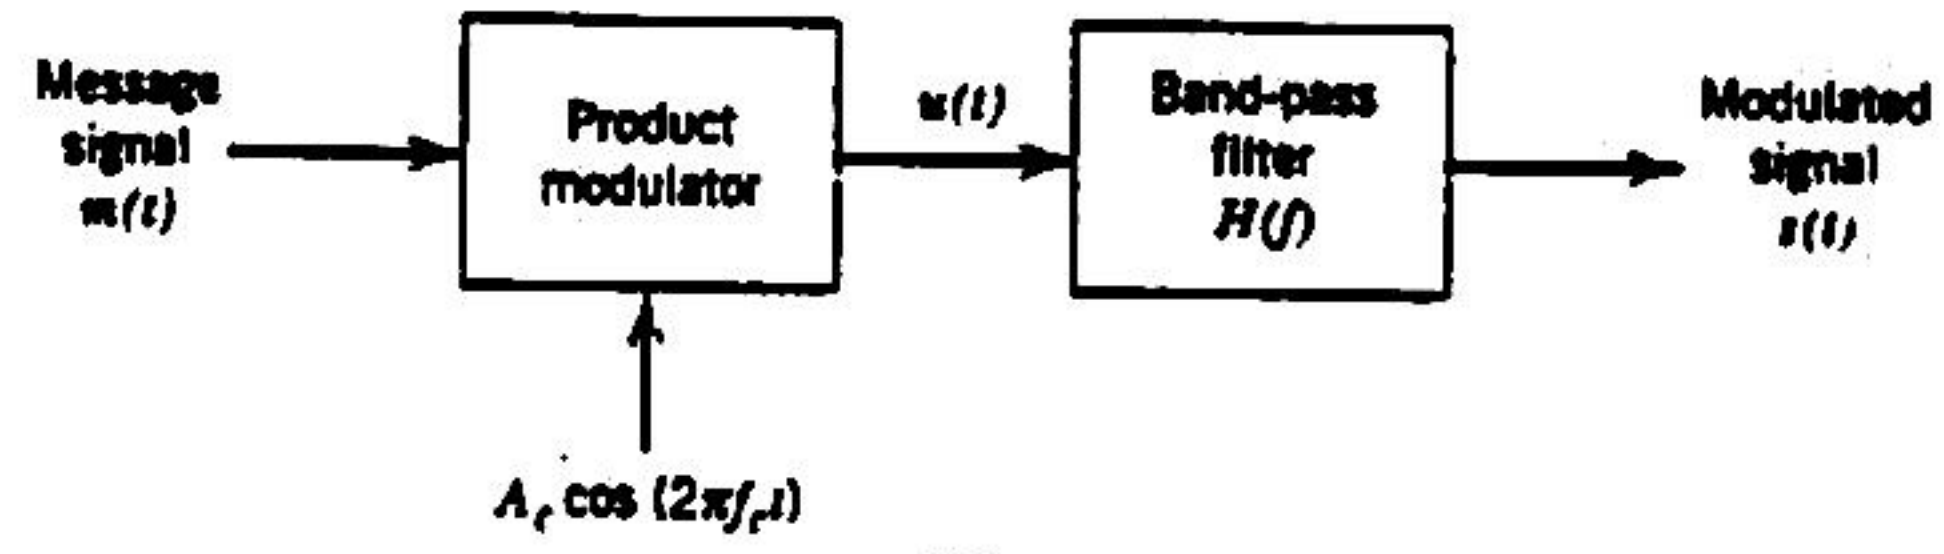 Message
signal
m(t)
Product
modulator
u(t)
Band-pass
filter
H(f)
Modulated
signal
s(t)
A_c cos (2πf_c t)